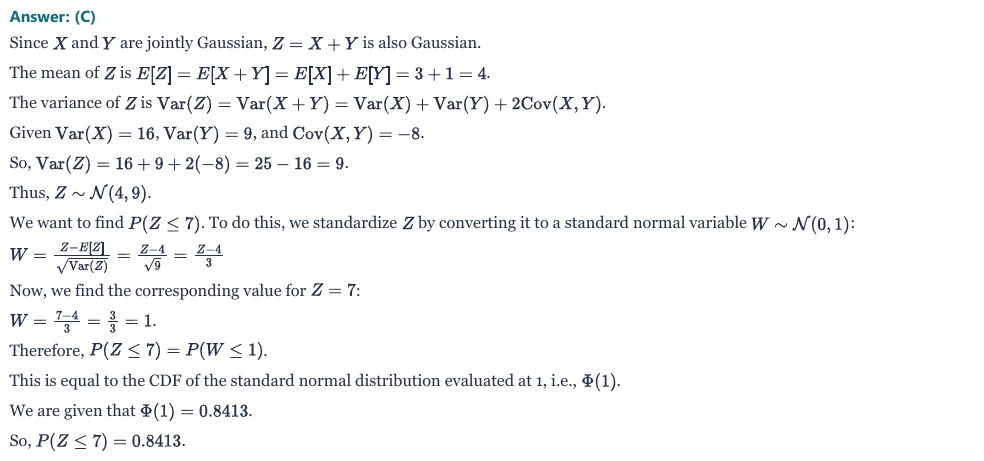 Answer: (C)
Since X and Y are jointly Gaussian, Z = X + Y is also Gaussian.
The mean of Z is E[Z] = E[X + Y] = E[X] + E[Y] = 3 + 1 = 4.
The variance of Z is Var(Z) = Var(X + Y) = Var(X) + Var(Y) + 2Cov(X, Y).
Given Var(X) = 16, Var(Y) = 9, and Cov(X, Y) = −8.
So, Var(Z) = 16 + 9 + 2(−8) = 25 − 16 = 9.
Thus, Z ∼ 𝒩(4, 9).
We want to find P(Z ≤ 7). To do this, we standardize Z by converting it to a standard normal variable W ∼ 𝒩(0, 1):
W = (Z−E[Z])/√Var(Z) = (Z−4)/√9 = (Z−4)/3
Now, we find the corresponding value for Z = 7:
W = (7−4)/3 = 3/3 = 1.
Therefore, P(Z ≤ 7) = P(W ≤ 1).
This is equal to the CDF of the standard normal distribution evaluated at 1, i.e., Φ(1).
We are given that Φ(1) = 0.8413.
So, P(Z ≤ 7) = 0.8413.